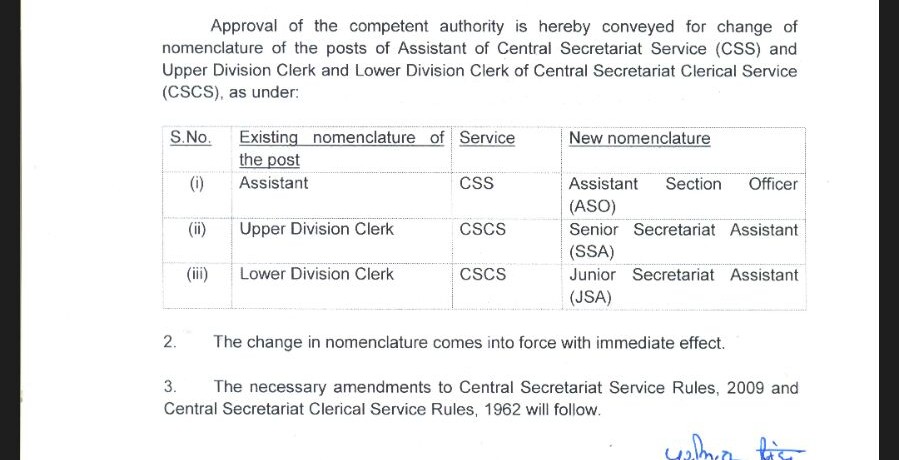 Approval of the competent authority is hereby conveyed for change of
nomenclature of the posts of Assistant of Central Secretariat Service (CSS) and
Upper Division Clerk and Lower Division Clerk of Central Secretariat Clerical Service
(CSCS), as under:
S.No. Existing nomenclature of Service New nomenclature
the post
(i) Assistant CSS Assistant Section Officer
(ASO)
(ii) Upper Division Clerk CSCS Senior Secretariat Assistant
(SSA)
(iii) Lower Division Clerk CSCS Junior Secretariat Assistant
(JSA)
2. The change in nomenclature comes into force with immediate effect.
3. The necessary amendments to Central Secretariat Service Rules, 2009 and
Central Secretariat Clerical Service Rules, 1962 will follow.